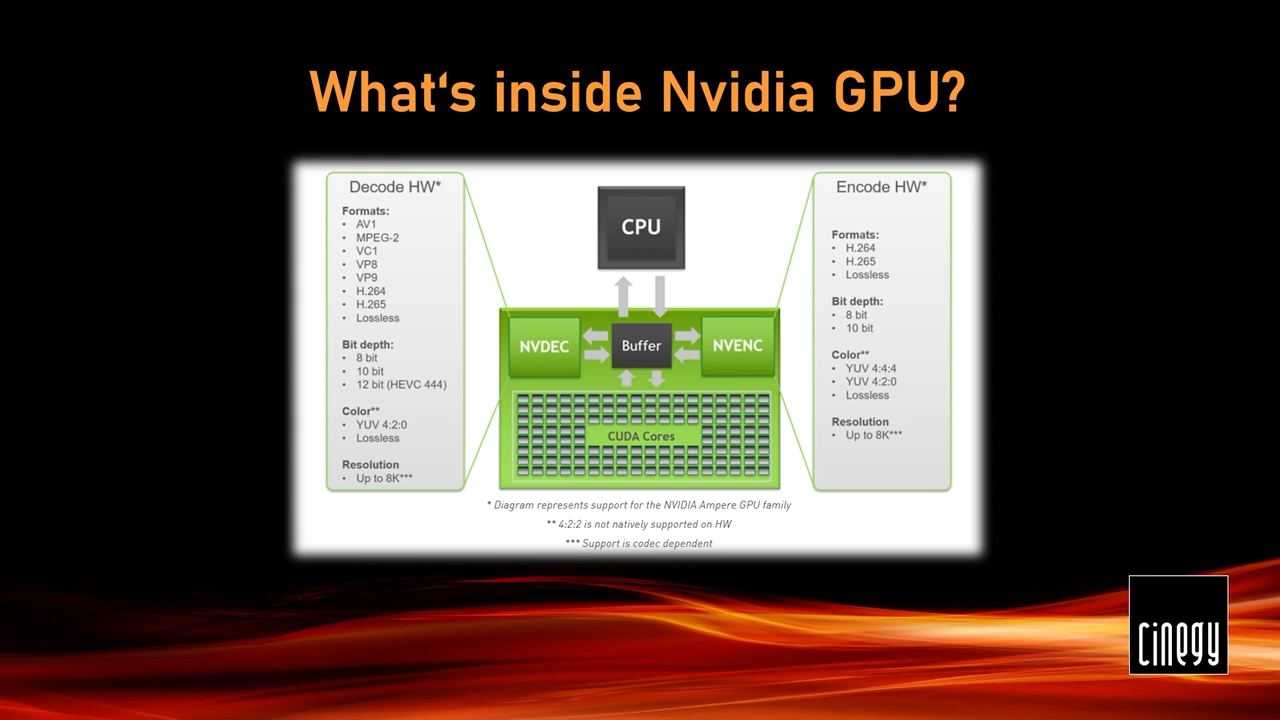 What‘s inside Nvidia GPU?
Decode HW*
Formats:
• AV1
• MPEG-2
• VC1
• VP8
• VP9
• H.264
• H.265
• Lossless
Bit depth:
• 8 bit
• 10 bit
• 12 bit (HEVC 444)
Color**
• YUV 4:2:0
• Lossless
Resolution
• Up to 8K***
CPU
NVDEC
Buffer
NVENC
CUDA Cores
Encode HW*
Formats:
• H.264
• H.265
• Lossless
Bit depth:
• 8 bit
• 10 bit
Color**
• YUV 4:4:4
• YUV 4:2:0
• Lossless
Resolution
• Up to 8K***
* Diagram represents support for the NVIDIA Ampere GPU family
** 4:2:2 is not natively supported on HW
*** Support is codec dependent
cinegy